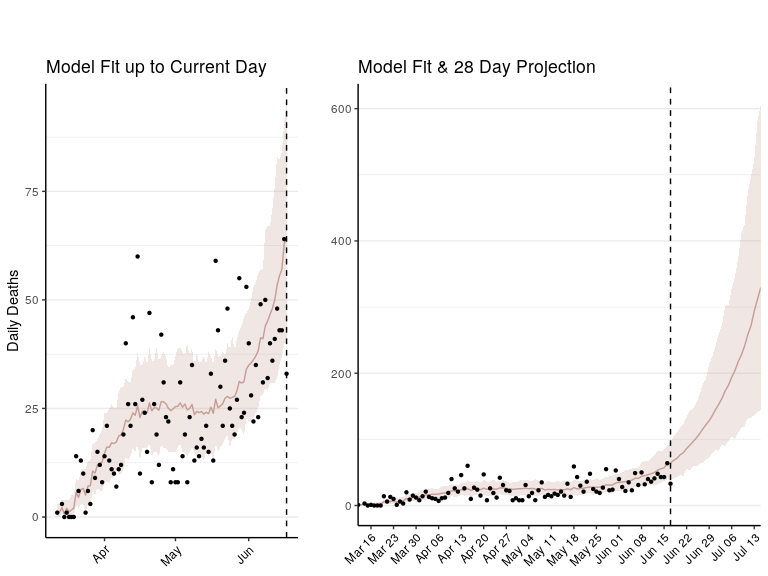 Model Fit up to Current Day
Model Fit & 28 Day Projection
Daily Deaths
75
50
25
0
Apr
May
Jun
600
400
200
0
Mar 16
Mar 23
Mar 30
Apr 06
Apr 13
Apr 20
Apr 27
May 04
May 11
May 18
May 25
Jun 01
Jun 08
Jun 15
Jun 22
Jun 29
Jul 06
Jul 13